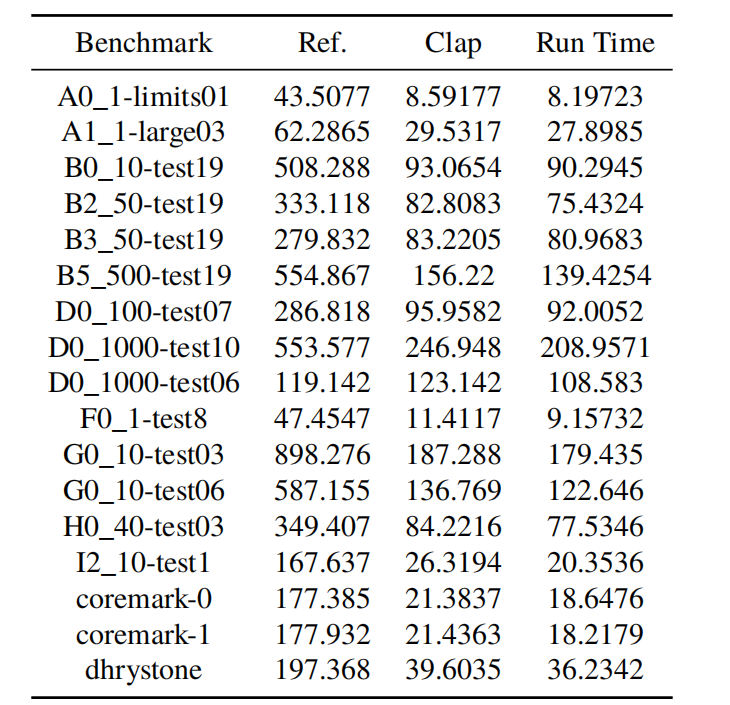 Benchmark Ref. Clap Run Time
A0_1-limits01 43.5077 8.59177 8.19723
A1_1-large03 62.2865 29.5317 27.8985
B0_10-test19 508.288 93.0654 90.2945
B2_50-test19 333.118 82.8083 75.4324
B3_50-test19 279.832 83.2205 80.9683
B5_500-test19 554.867 156.22 139.4254
D0_100-test07 286.818 95.9582 92.0052
D0_1000-test10 553.577 246.948 208.9571
D0_1000-test06 119.142 123.142 108.583
F0_1-test8 47.4547 11.4117 9.15732
G0_10-test03 898.276 187.288 179.435
G0_10-test06 587.155 136.769 122.646
H0_40-test03 349.407 84.2216 77.5346
I2_10-test1 167.637 26.3194 20.3536
coremark-0 177.385 21.3837 18.6476
coremark-1 177.932 21.4363 18.2179
dhrystone 197.368 39.6035 36.2342